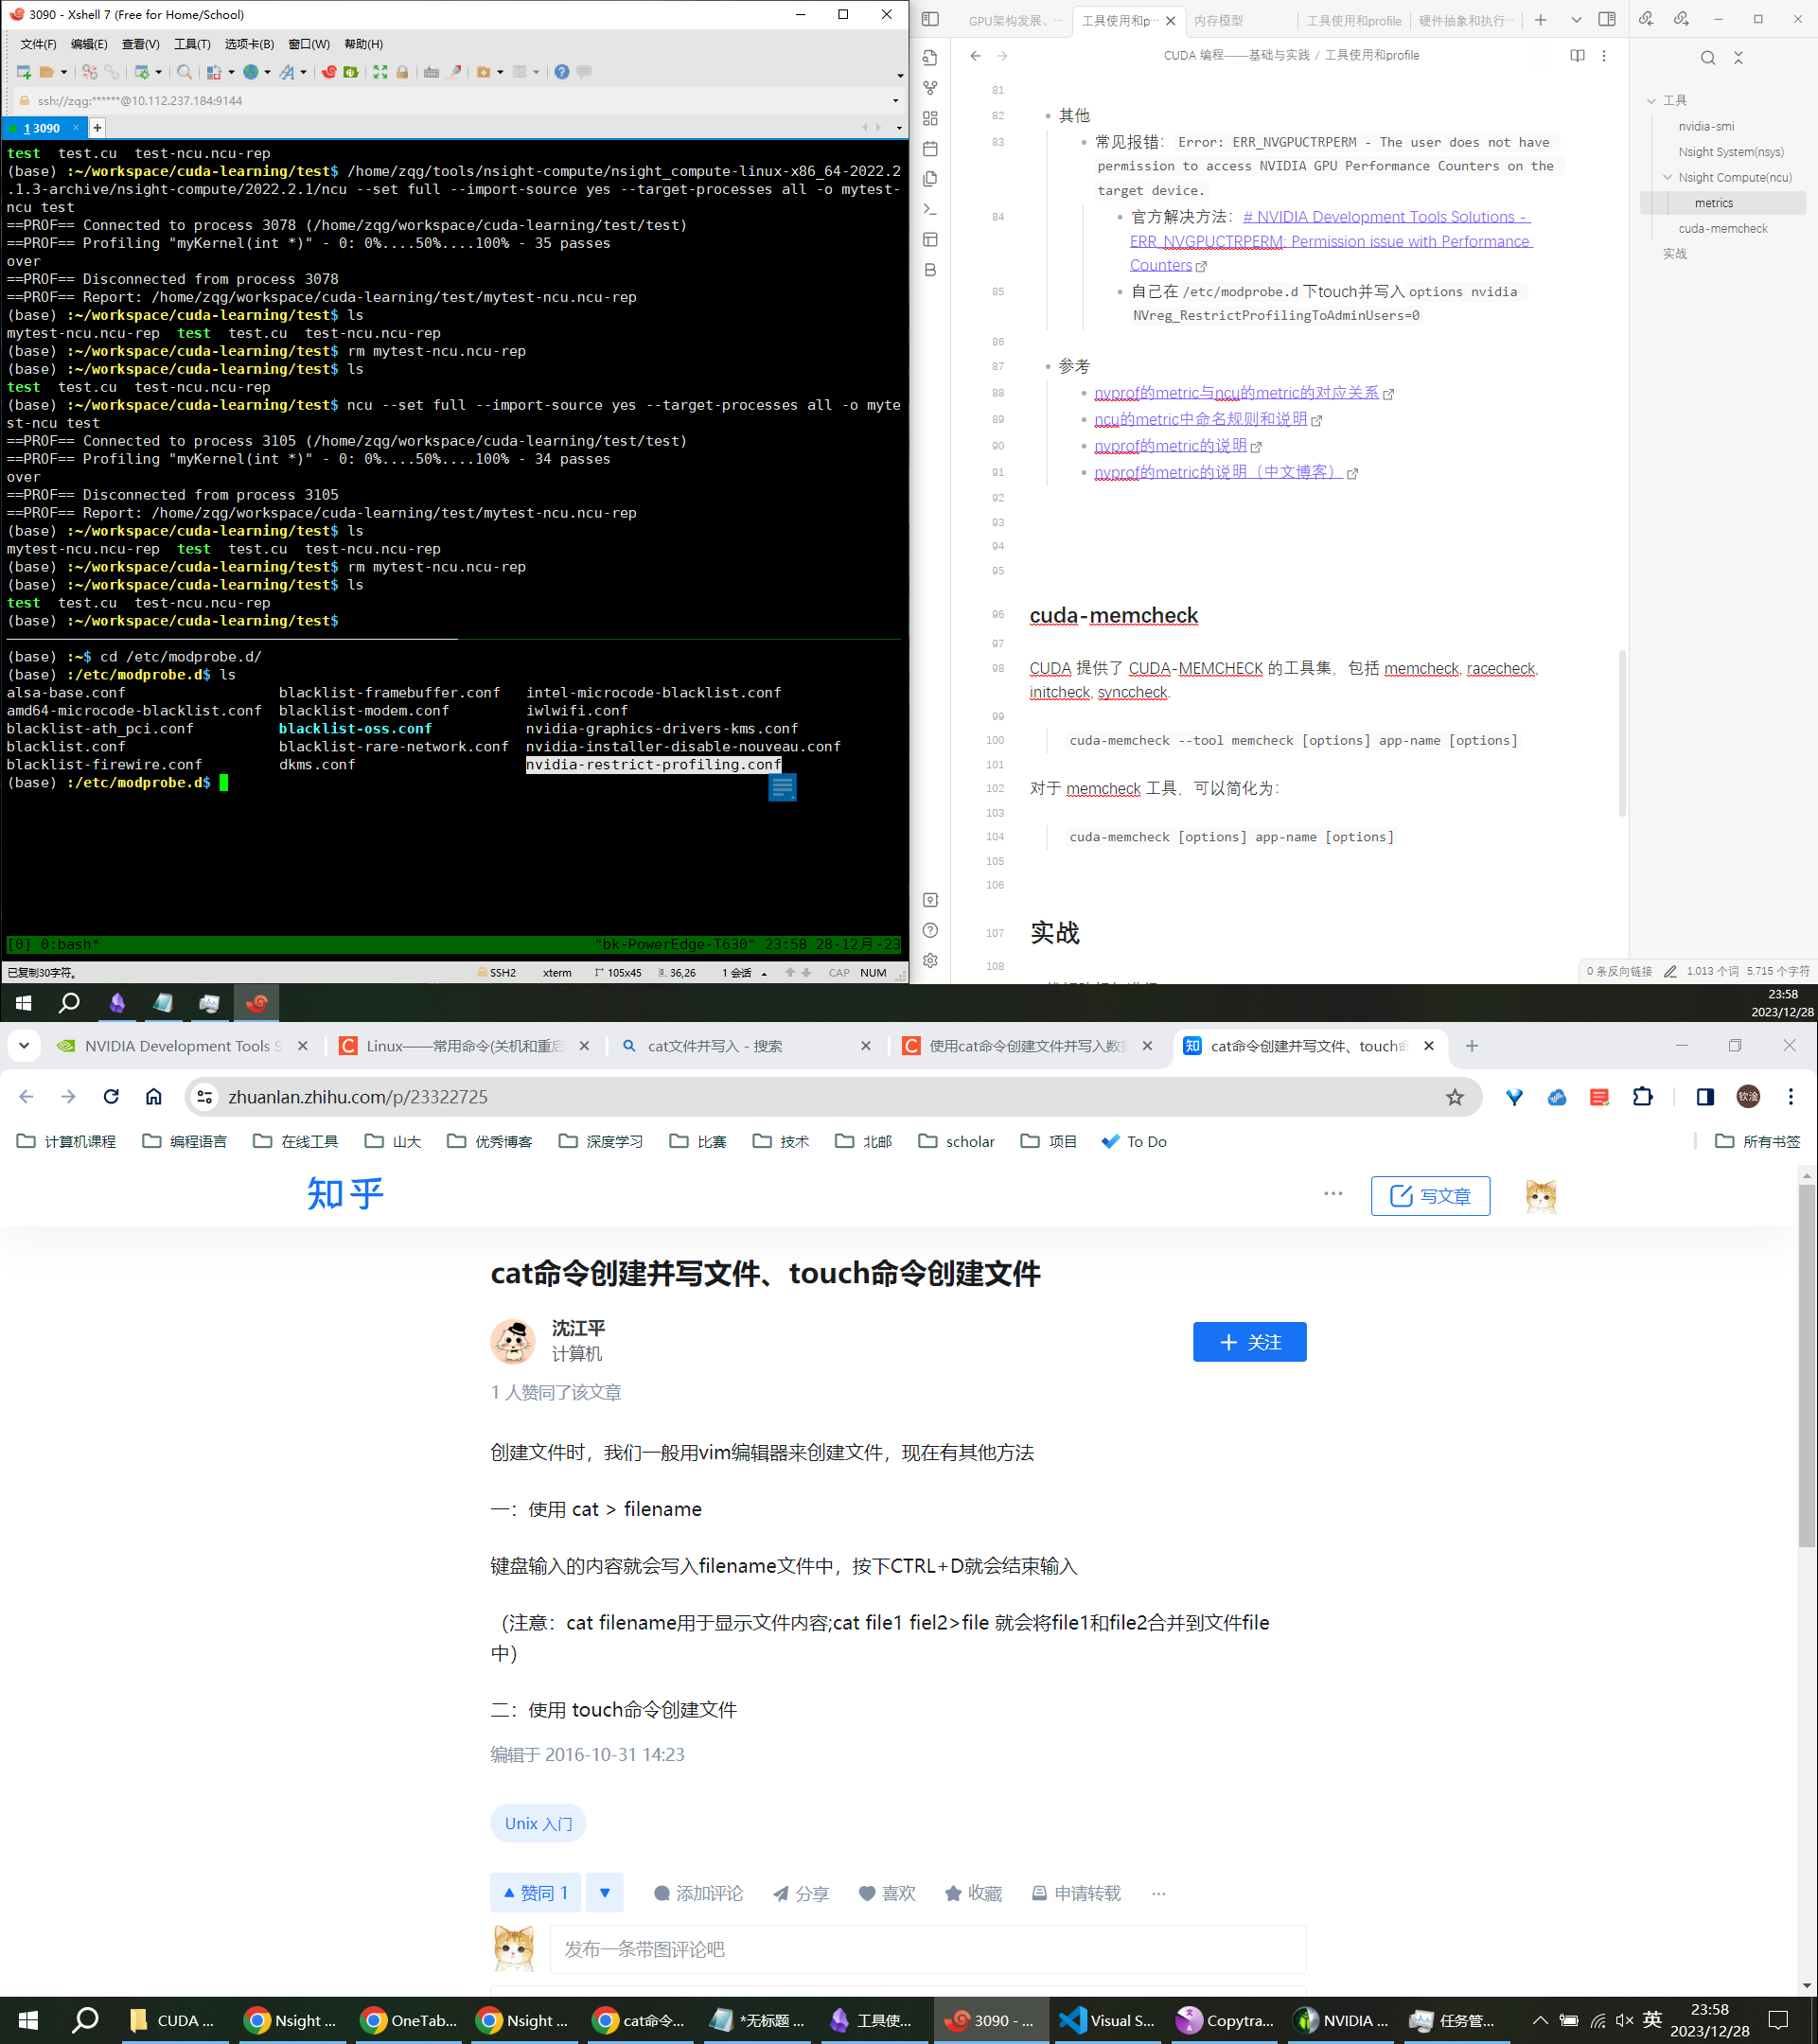 3090 - Xshell 7 (Free for Home/School)
文件(F) 编辑(E) 查看(V) 工具(T) 选项卡(B) 窗口(W) 帮助(H)
ssh://zqg:******@10.112.237.184:9144
1 3090
test  test.cu  test-ncu.ncu-rep
(base) :~/workspace/cuda-learning/test$ /home/zqg/tools/nsight-compute/nsight_compute-linux-x86_64-2022.2
.1.3-archive/nsight-compute/2022.2.1/ncu --set full --import-source yes --target-processes all -o mytest-
ncu test
==PROF== Connected to process 3078 (/home/zqg/workspace/cuda-learning/test/test)
==PROF== Profiling "myKernel(int *)" - 0: 0%....50%....100% - 35 passes
over
==PROF== Disconnected from process 3078
==PROF== Report: /home/zqg/workspace/cuda-learning/test/mytest-ncu.ncu-rep
(base) :~/workspace/cuda-learning/test$ ls
mytest-ncu.ncu-rep  test  test.cu  test-ncu.ncu-rep
(base) :~/workspace/cuda-learning/test$ rm mytest-ncu.ncu-rep
(base) :~/workspace/cuda-learning/test$ ls
test  test.cu  test-ncu.ncu-rep
(base) :~/workspace/cuda-learning/test$ ncu --set full --import-source yes --target-processes all -o myte
st-ncu test
==PROF== Connected to process 3105 (/home/zqg/workspace/cuda-learning/test/test)
==PROF== Profiling "myKernel(int *)" - 0: 0%....50%....100% - 34 passes
over
==PROF== Disconnected from process 3105
==PROF== Report: /home/zqg/workspace/cuda-learning/test/mytest-ncu.ncu-rep
(base) :~/workspace/cuda-learning/test$ ls
mytest-ncu.ncu-rep  test  test.cu  test-ncu.ncu-rep
(base) :~/workspace/cuda-learning/test$ rm mytest-ncu.ncu-rep
(base) :~/workspace/cuda-learning/test$ ls
test  test.cu  test-ncu.ncu-rep
(base) :~/workspace/cuda-learning/test$
(base) :~$ cd /etc/modprobe.d/
(base) :/etc/modprobe.d$ ls
alsa-base.conf  blacklist-framebuffer.conf  intel-microcode-blacklist.conf
amd64-microcode-blacklist.conf  blacklist-modem.conf  iwlwifi.conf
blacklist-ath_pci.conf  blacklist-oss.conf  nvidia-graphics-drivers-kms.conf
blacklist.conf  blacklist-rare-network.conf  nvidia-installer-disable-nouveau.conf
blacklist-firewire.conf  dkms.conf  nvidia-restrict-profiling.conf
(base) :/etc/modprobe.d$
[0] 0:bash*  "bk-PowerEdge-T630" 23:58 28-12月-23
已复制30字符。 SSH2 xterm 105x45 36,26 1 会话 CAP NUM
GPU架构发展、… 工具使用和p… 内存模型 工具使用和profile 硬件抽象和执行…
CUDA 编程——基础与实践 / 工具使用和profile
81
82 其他
83 常见报错：Error: ERR_NVGPUCTRPERM - The user does not have
permission to access NVIDIA GPU Performance Counters on the
target device.
84 官方解决方法：# NVIDIA Development Tools Solutions -
ERR_NVGPUCTRPERM: Permission issue with Performance
Counters
85 自己在 /etc/modprobe.d 下touch并写入 options nvidia
NVreg_RestrictProfilingToAdminUsers=0
86
87 参考
88 nvprof的metric与ncu的metric的对应关系
89 ncu的metric中命名规则和说明
90 nvprof的metric的说明
91 nvprof的metric的说明（中文博客）
92
93
94
95
96 cuda-memcheck
97
98 CUDA 提供了 CUDA-MEMCHECK 的工具集，包括 memcheck, racecheck,
initcheck, synccheck.
99
100 cuda-memcheck --tool memcheck [options] app-name [options]
101
102 对于 memcheck 工具，可以简化为：
103
104 cuda-memcheck [options] app-name [options]
105
106
107 实战
108
工具
nvidia-smi
Nsight System(nsys)
Nsight Compute(ncu)
metrics
cuda-memcheck
实战
0 条反向链接 1,013 个词 5,715 个字符
23:58
2023/12/28
NVIDIA Development Tools S Linux——常用命令(关机和重启 cat文件并写入 - 搜索 使用cat命令创建文件并写入数据 cat命令创建并写文件、touch命
zhuanlan.zhihu.com/p/23322725
钦淦
计算机课程 编程语言 在线工具 山大 优秀博客 深度学习 比赛 技术 北邮 scholar 项目 To Do 所有书签
知乎
写文章
cat命令创建并写文件、touch命令创建文件
沈江平
计算机
关注
1 人赞同了该文章
创建文件时，我们一般用vim编辑器来创建文件，现在有其他方法
一：使用 cat > filename
键盘输入的内容就会写入filename文件中，按下CTRL+D就会结束输入
（注意：cat filename用于显示文件内容;cat file1 fiel2>file 就会将file1和file2合并到文件file
中）
二：使用 touch命令创建文件
编辑于 2016-10-31 14:23
Unix 入门
赞同 1 添加评论 分享 喜欢 收藏 申请转载 ···
发布一条带图评论吧
CUDA ... Nsight ... OneTab... Nsight ... cat命令... *无标题 ... 工具使... 3090 - ... Visual S... Copytra... NVIDIA ... 任务管... 英 23:58
2023/12/28